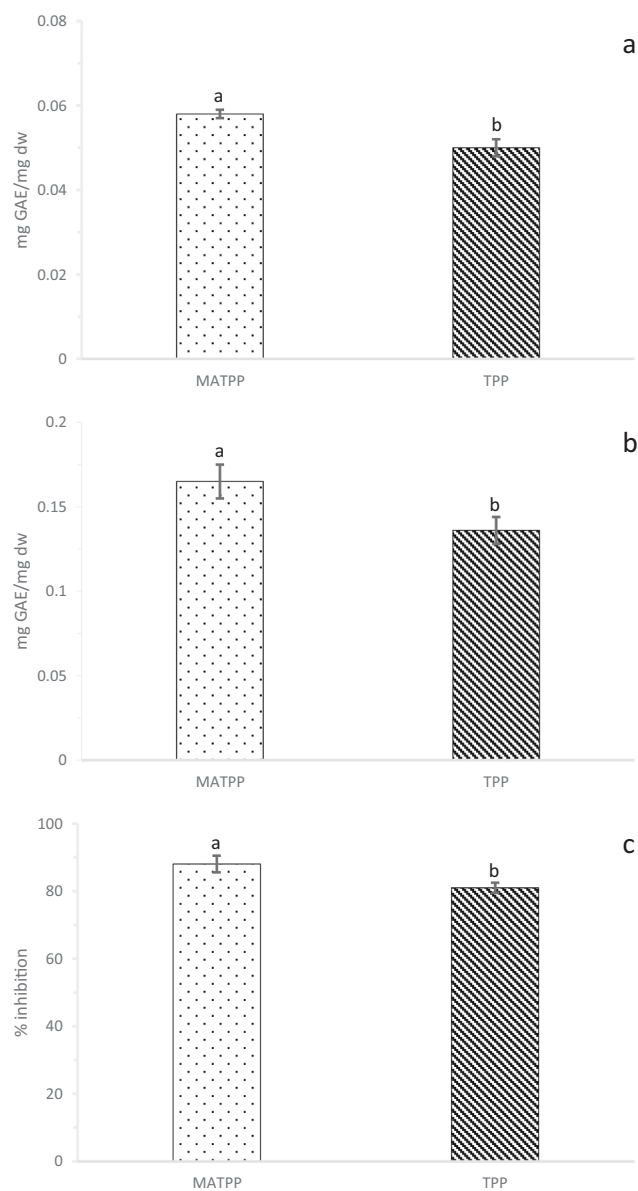 a
0.08
0.06
0.04
0.02
0
mg GAE/mg dw
a
b
MATPP
TPP
b
0.2
0.15
0.1
0.05
0
mg GAE/mg dw
a
b
MATPP
TPP
c
100
80
60
40
20
0
% inhibition
a
b
MATPP
TPP